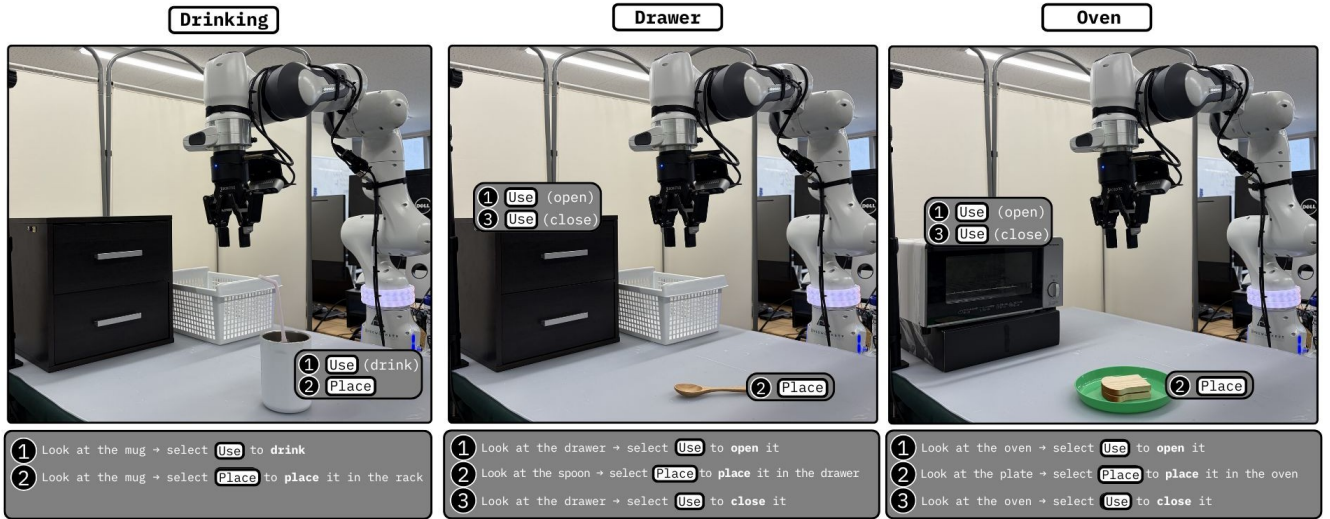 Drinking
Drawer
Oven
1 Use (drink)
2 Place
1 Use (open)
3 Use (close)
2 Place
DELL
1 Use (open)
3 Use (close)
2 Place
DELL
1 Look at the mug → select Use to drink
2 Look at the mug → select Place to place it in the rack
1 Look at the drawer → select Use to open it
2 Look at the spoon → select Place to place it in the drawer
3 Look at the drawer → select Use to close it
1 Look at the oven → select Use to open it
2 Look at the plate → select Place to place it in the oven
3 Look at the oven → select Use to close it